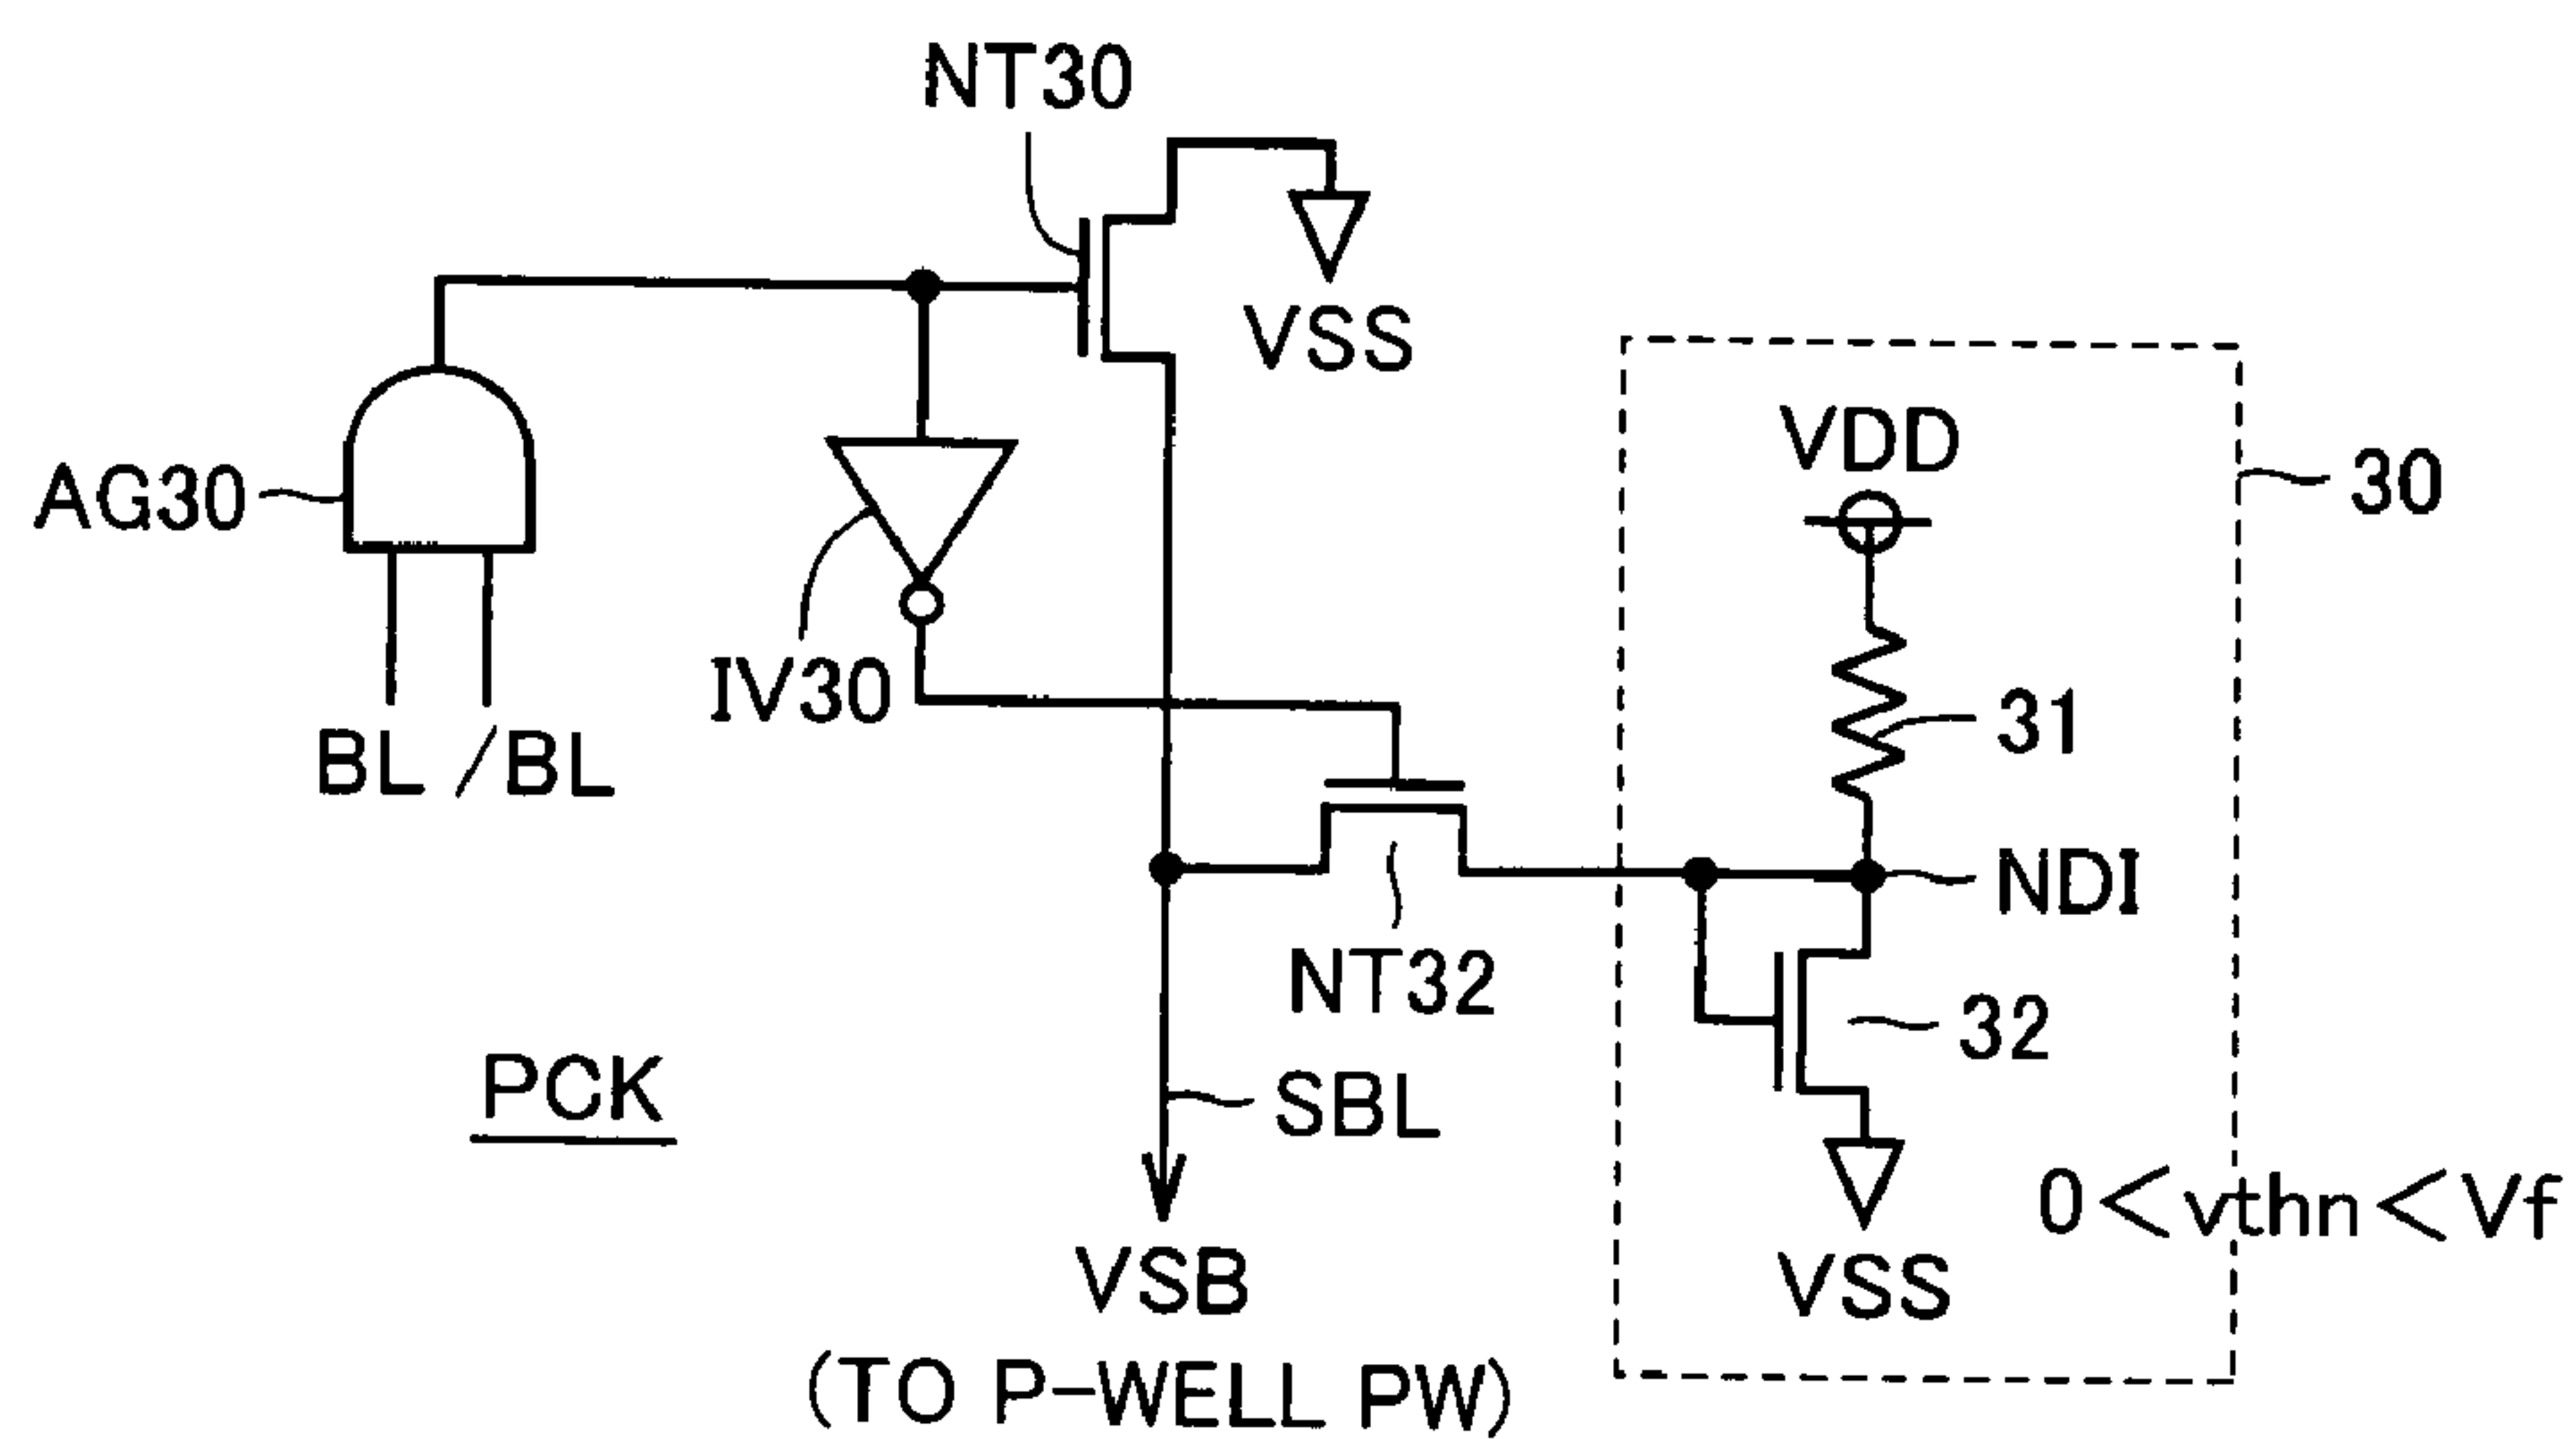 NT30
VSS
AG30
VDD
30
IV30
31
BL /BL
NDI
NT32
32
PCK
SBL
0<vthn<Vf
VSB
VSS
(TO P-WELL PW)